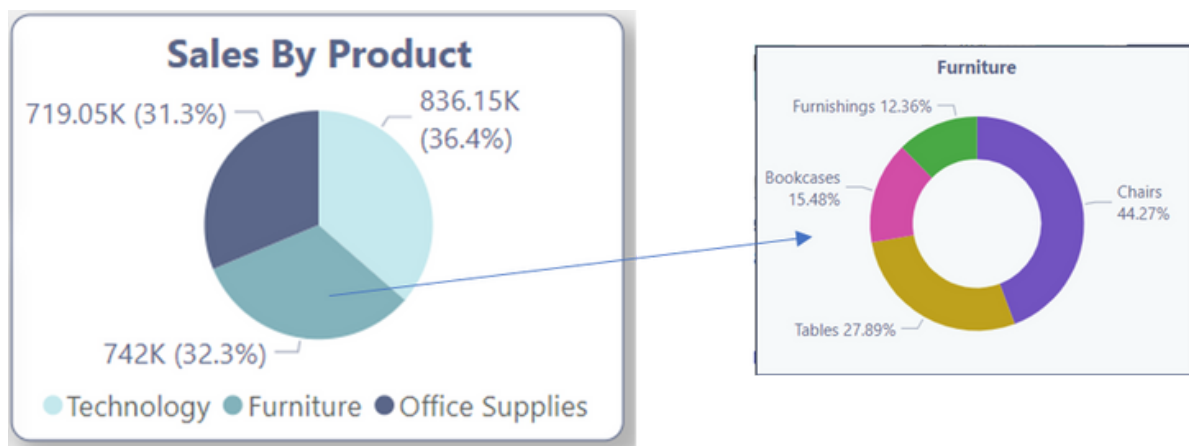 Sales By Product
719.05K (31.3%)
836.15K
(36.4%)
742K (32.3%)
Technology Furniture Office Supplies
Furniture
Furnishings 12.36%
Bookcases
15.48%
Chairs
44.27%
Tables 27.89%